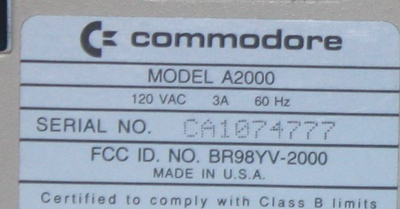 commodore
MODEL A2000
120 VAC 3A 60 Hz
SERIAL NO. CA1074777
FCC ID. NO. BR98YV-2000
MADE IN U.S.A.
Certified to comply with Class B limits